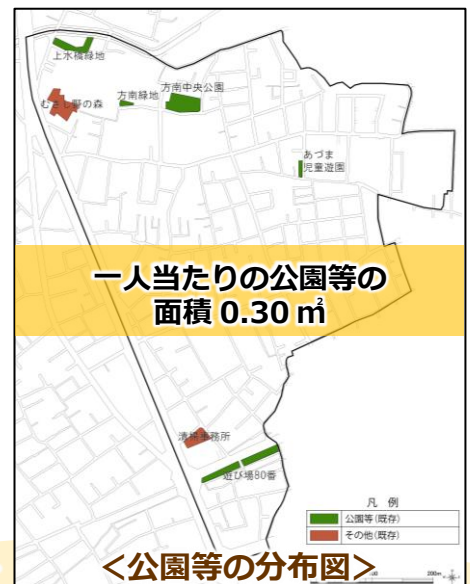 上水橋緑地
むさし野の森
方南緑地
方南中央公園
あづま
児童遊園
一人当たりの公園等の
面積 0.30 ㎡
清掃事務所
遊び場80番
凡 例
公園等(既存)
その他(既存)
200m
<公園等の分布図>